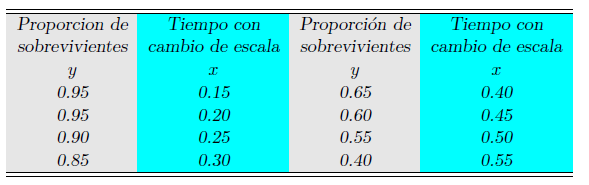 Proporcion de Tiempo con Proporción de Tiempo con
sobrevivientes cambio de escala sobrevivientes cambio de escala
y x y x
0.95 0.15 0.65 0.40
0.95 0.20 0.60 0.45
0.90 0.25 0.55 0.50
0.85 0.30 0.40 0.55